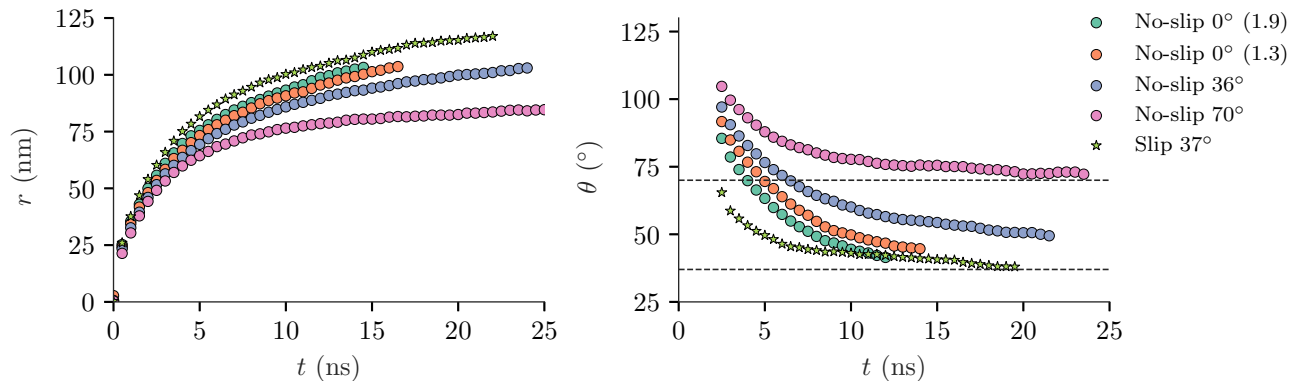 125
100
75
50
25
0
r (nm)
0 5 10 15 20 25
t (ns)
125
100
75
50
25
θ (°)
0 5 10 15 20 25
t (ns)
No-slip 0° (1.9)
No-slip 0° (1.3)
No-slip 36°
No-slip 70°
Slip 37°